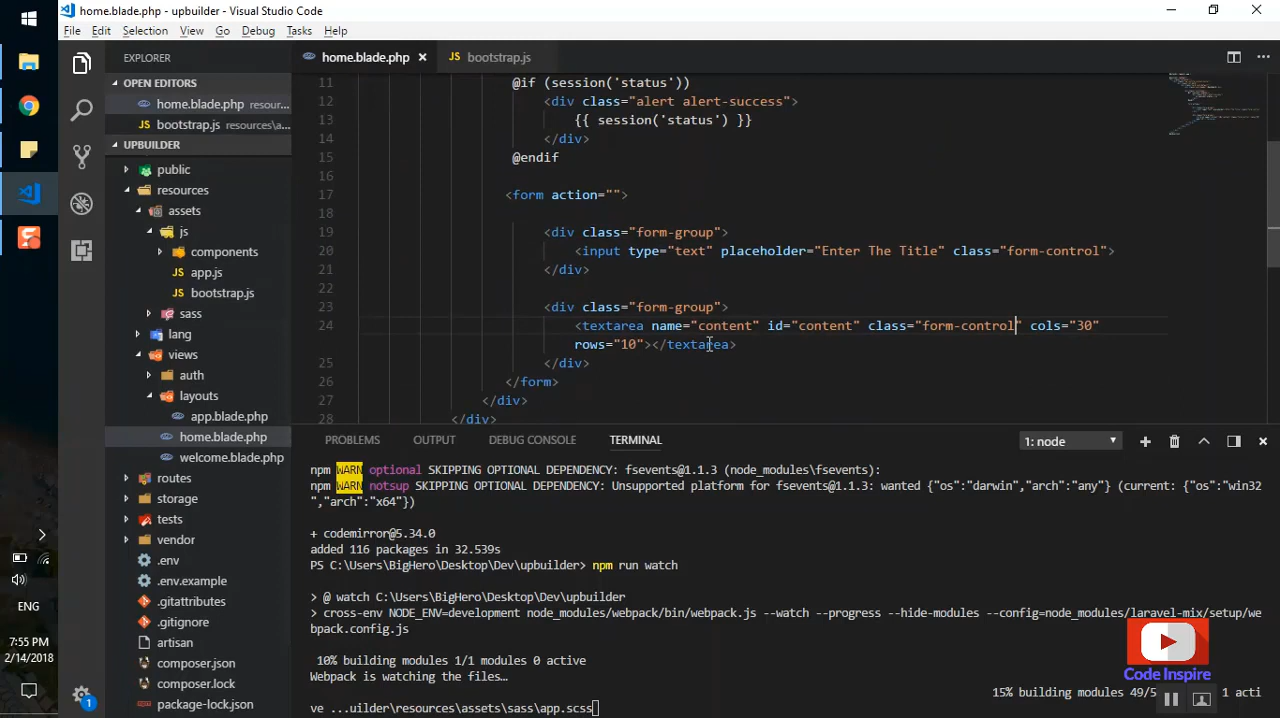 home.blade.php - upbuilder - Visual Studio Code
File Edit Selection View Go Debug Tasks Help
EXPLORER
OPEN EDITORS
home.blade.php resour...
bootstrap.js resources\a...
UPBUILDER
public
resources
assets
js
components
app.js
bootstrap.js
sass
lang
views
auth
layouts
app.blade.php
home.blade.php
welcome.blade.php
routes
storage
tests
vendor
.env
.env.example
.gitattributes
.gitignore
artisan
composer.json
composer.lock
package-lock.json
home.blade.php
JS bootstrap.js
11 @if (session('status'))
12 <div class="alert alert-success">
13 {{ session('status') }}
14 </div>
15 @endif
16
17 <form action="">
18
19 <div class="form-group">
20 <input type="text" placeholder="Enter The Title" class="form-control">
21 </div>
22
23 <div class="form-group">
24 <textarea name="content" id="content" class="form-control" cols="30"
rows="10"></textarea>
25 </div>
26 </form>
27 </div>
28 </div>
PROBLEMS OUTPUT DEBUG CONSOLE TERMINAL 1: node
npm WARN optional SKIPPING OPTIONAL DEPENDENCY: fsevents@1.1.3 (node_modules\fsevents):
npm WARN notsup SKIPPING OPTIONAL DEPENDENCY: Unsupported platform for fsevents@1.1.3: wanted {"os":"darwin","arch":"any"} (current: {"os":"win32
","arch":"x64"})
+ codemirror@5.34.0
added 116 packages in 32.539s
PS C:\Users\BigHero\Desktop\Dev\upbuilder> npm run watch
> @ watch C:\Users\BigHero\Desktop\Dev\upbuilder
> cross-env NODE_ENV=development node_modules/webpack/bin/webpack.js --watch --progress --hide-modules --config=node_modules/laravel-mix/setup/we
bpack.config.js
10% building modules 1/1 modules 0 active
Webpack is watching the files…
15% building modules 49/5 1 acti
ve ...uilder\resources\assets\sass\app.scss
Code Inspire
ENG
7:55 PM
2/14/2018
1